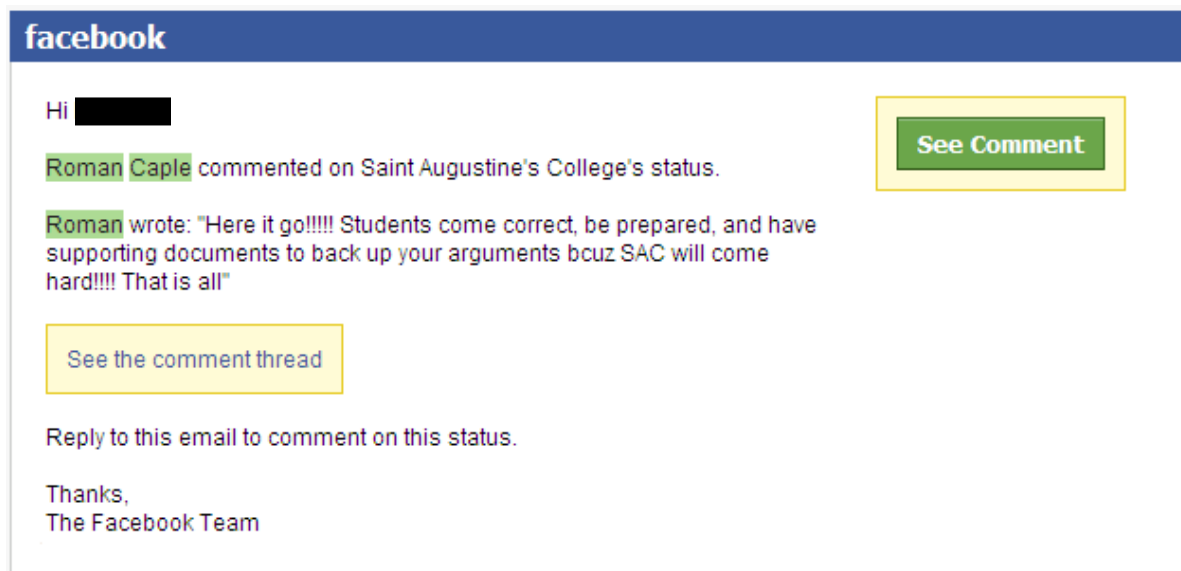 facebook
Hi
See Comment
Roman Caple commented on Saint Augustine's College's status.
Roman wrote: "Here it go!!!!! Students come correct, be prepared, and have
supporting documents to back up your arguments bcuz SAC will come
hard!!!! That is all"
See the comment thread
Reply to this email to comment on this status.
Thanks,
The Facebook Team